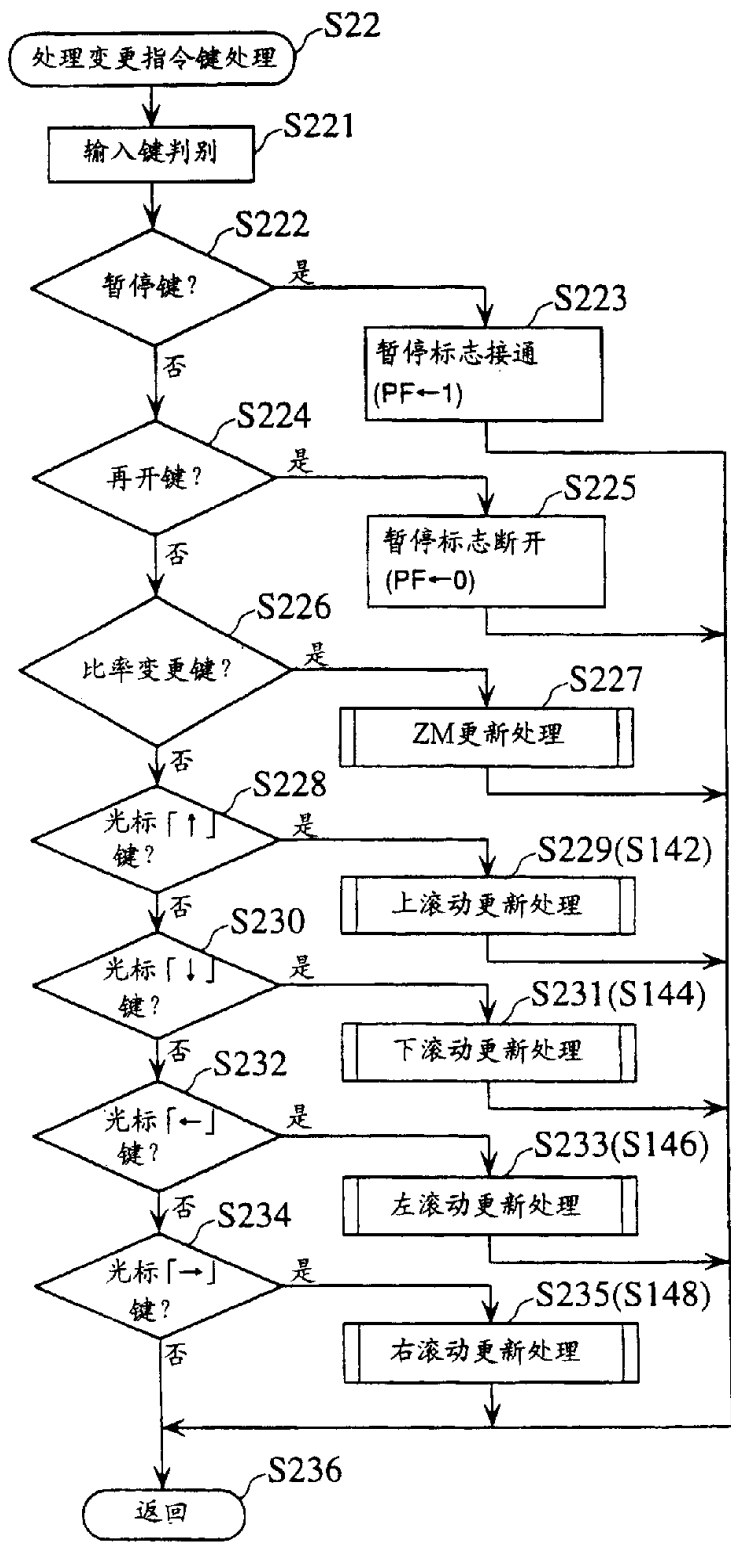 S22
处理变更指令键处理
S221
输入键判别
S222
暂停键？
是
否
S223
暂停标志接通
(PF←1)
S224
再开键？
是
否
S225
暂停标志断开
(PF←0)
S226
比率变更键？
是
否
S227
ZM更新处理
S228
光标「↑」
键？
是
否
S229(S142)
上滚动更新处理
S230
光标「↓」
键？
是
否
S231(S144)
下滚动更新处理
S232
光标「←」
键？
是
否
S233(S146)
左滚动更新处理
S234
光标「→」
键？
是
否
S235(S148)
右滚动更新处理
S236
返回